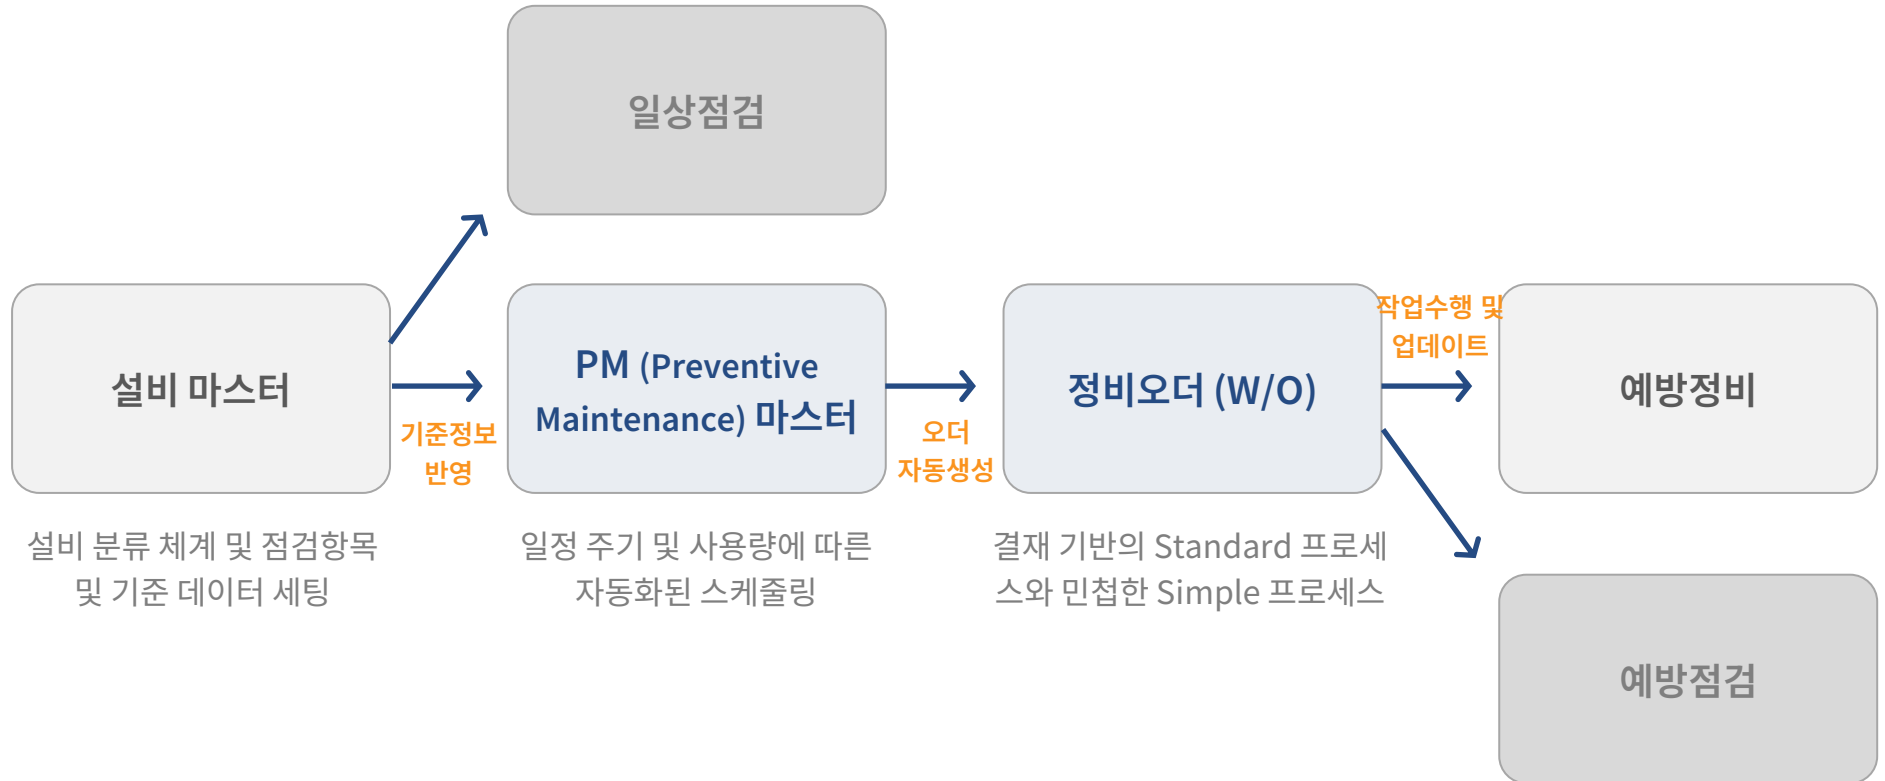 일상점검
설비 마스터
기준정보
반영
PM (Preventive
Maintenance) 마스터
오더
자동생성
정비오더 (W/O)
작업수행 및
업데이트
예방정비
설비 분류 체계 및 점검항목
및 기준 데이터 세팅
일정 주기 및 사용량에 따른
자동화된 스케줄링
결재 기반의 Standard 프로세
스와 민첩한 Simple 프로세스
예방점검